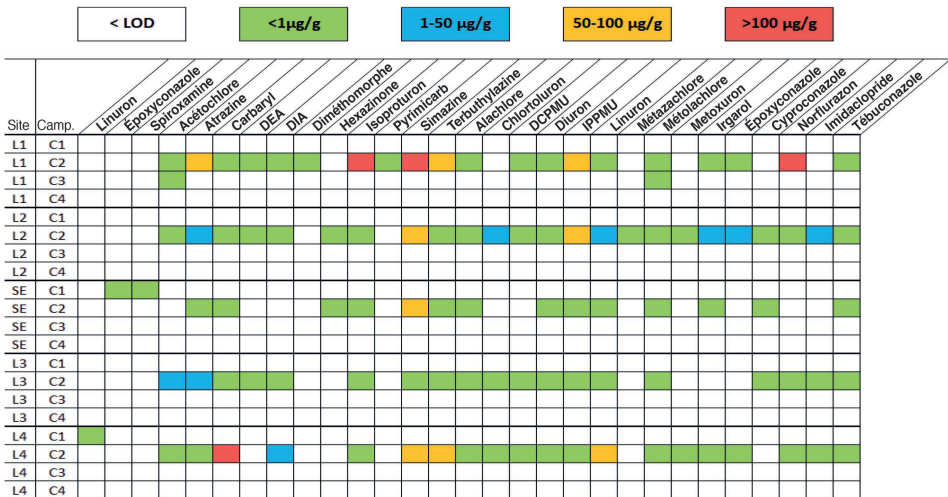 < LOD <1µg/g 1-50 µg/g 50-100 µg/g >100 µg/g
Site Camp. Linuron Époxyconazole Spiroxamine Acétochlore Atrazine Carbaryl DEA DIA Diméthomorphe Hexazinone Isoproturon Pyrimicarb Simazine Terbuthylazine Alachlore Chlortoluron DCPMU Diuron IPPMU Linuron Métazachlore Métolachlore Metoxuron Irgarol Époxyconazole Cyproconazole Norflurazon Imidaclopride Tébuconazole
L1 C1
L1 C2
L1 C3
L1 C4
L2 C1
L2 C2
L2 C3
L2 C4
SE C1
SE C2
SE C3
SE C4
L3 C1
L3 C2
L3 C3
L3 C4
L4 C1
L4 C2
L4 C3
L4 C4